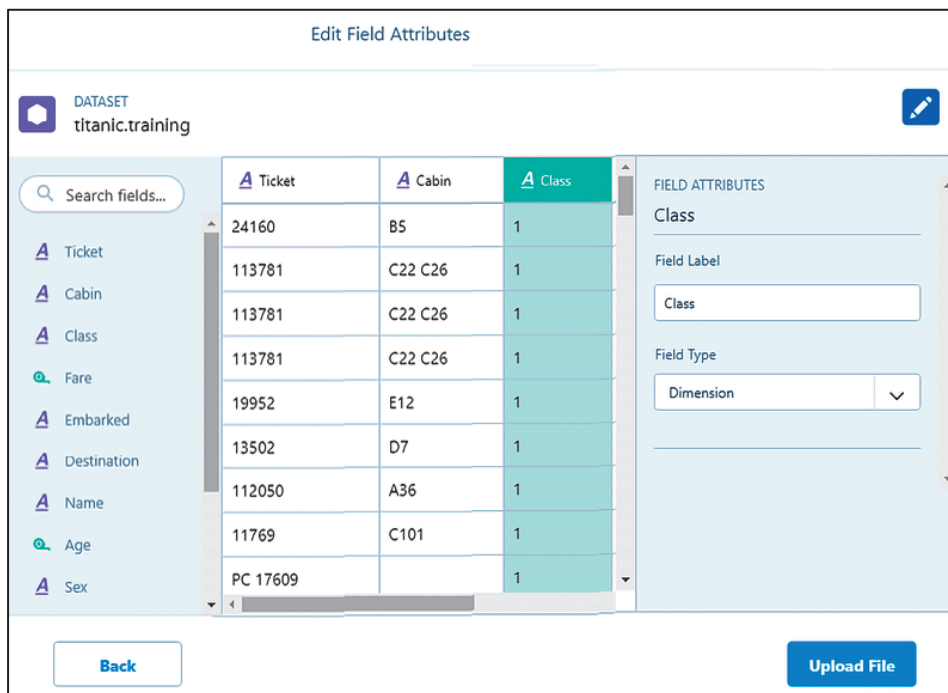 Edit Field Attributes
DATASET
titanic.training
Search fields...
Ticket
Cabin
Class
Fare
Embarked
Destination
Name
Age
Sex
A Ticket A Cabin A Class
24160 B5 1
113781 C22 C26 1
113781 C22 C26 1
113781 C22 C26 1
19952 E12 1
13502 D7 1
112050 A36 1
11769 C101 1
PC 17609 1
FIELD ATTRIBUTES
Class
Field Label
Class
Field Type
Dimension
Back
Upload File